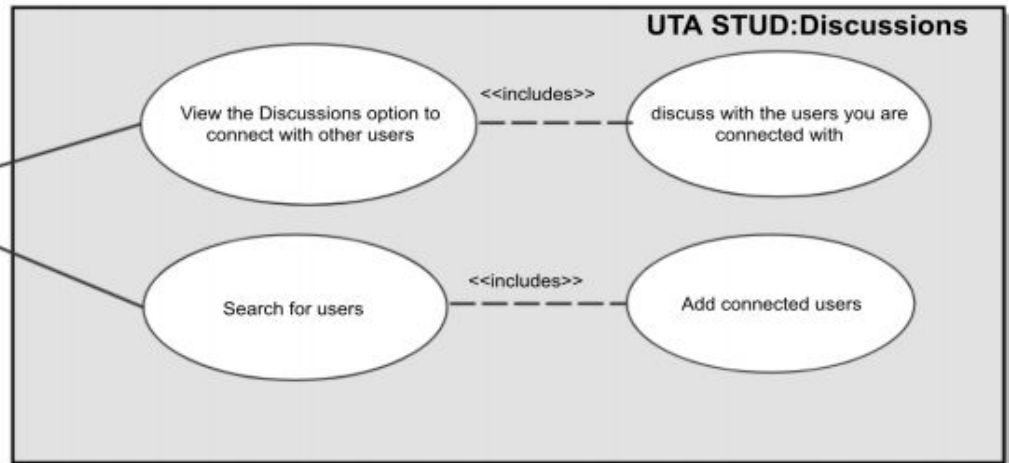 UTA STUD:Discussions
View the Discussions option to
connect with other users
<<includes>>
discuss with the users you are
connected with
Search for users
<<includes>>
Add connected users